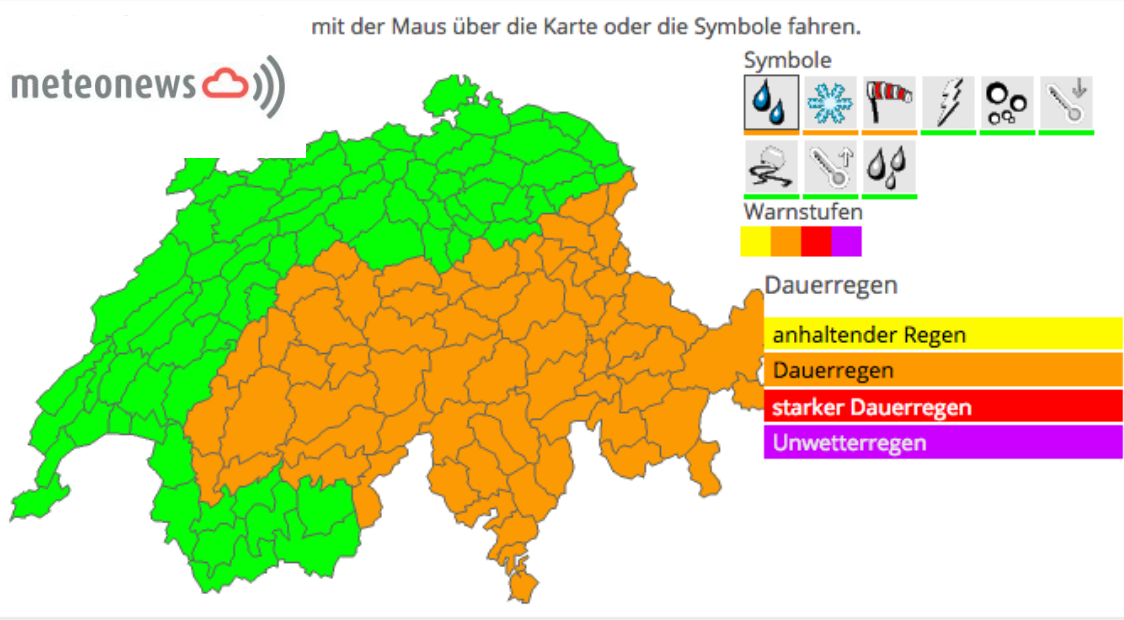 mit der Maus über die Karte oder die Symbole fahren.
meteonews
Symbole
Warnstufen
Dauerregen
anhaltender Regen
Dauerregen
starker Dauerregen
Unwetterregen